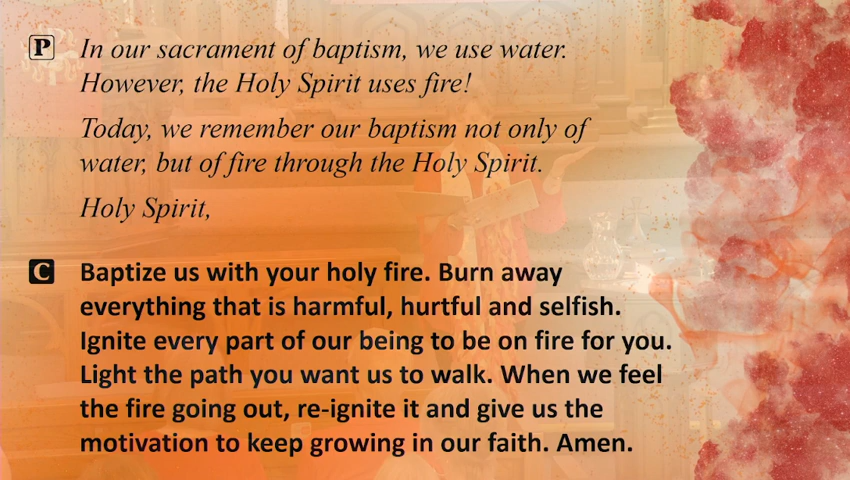 P In our sacrament of baptism, we use water.
However, the Holy Spirit uses fire!
Today, we remember our baptism not only of
water, but of fire through the Holy Spirit.
Holy Spirit,
C Baptize us with your holy fire. Burn away
everything that is harmful, hurtful and selfish.
Ignite every part of our being to be on fire for you.
Light the path you want us to walk. When we feel
the fire going out, re-ignite it and give us the
motivation to keep growing in our faith. Amen.